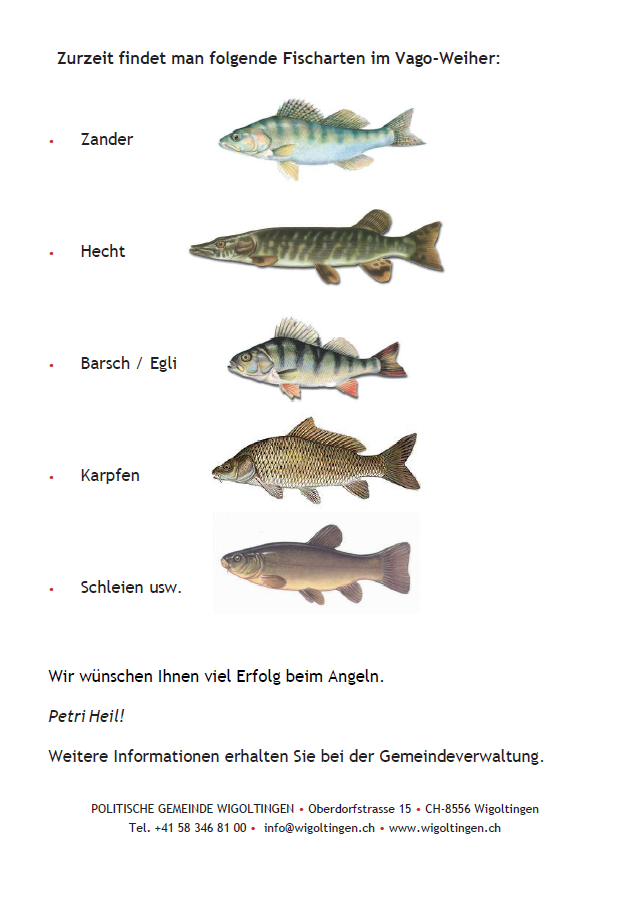 Zurzeit findet man folgende Fischarten im Vago-Weiher:
• Zander
• Hecht
• Barsch / Egli
• Karpfen
• Schleien usw.
Wir wünschen Ihnen viel Erfolg beim Angeln.
Petri Heil!
Weitere Informationen erhalten Sie bei der Gemeindeverwaltung.
POLITISCHE GEMEINDE WIGOLTINGEN • Oberdorfstrasse 15 • CH-8556 Wigoltingen
Tel. +41 58 346 81 00 • info@wigoltingen.ch • www.wigoltingen.ch